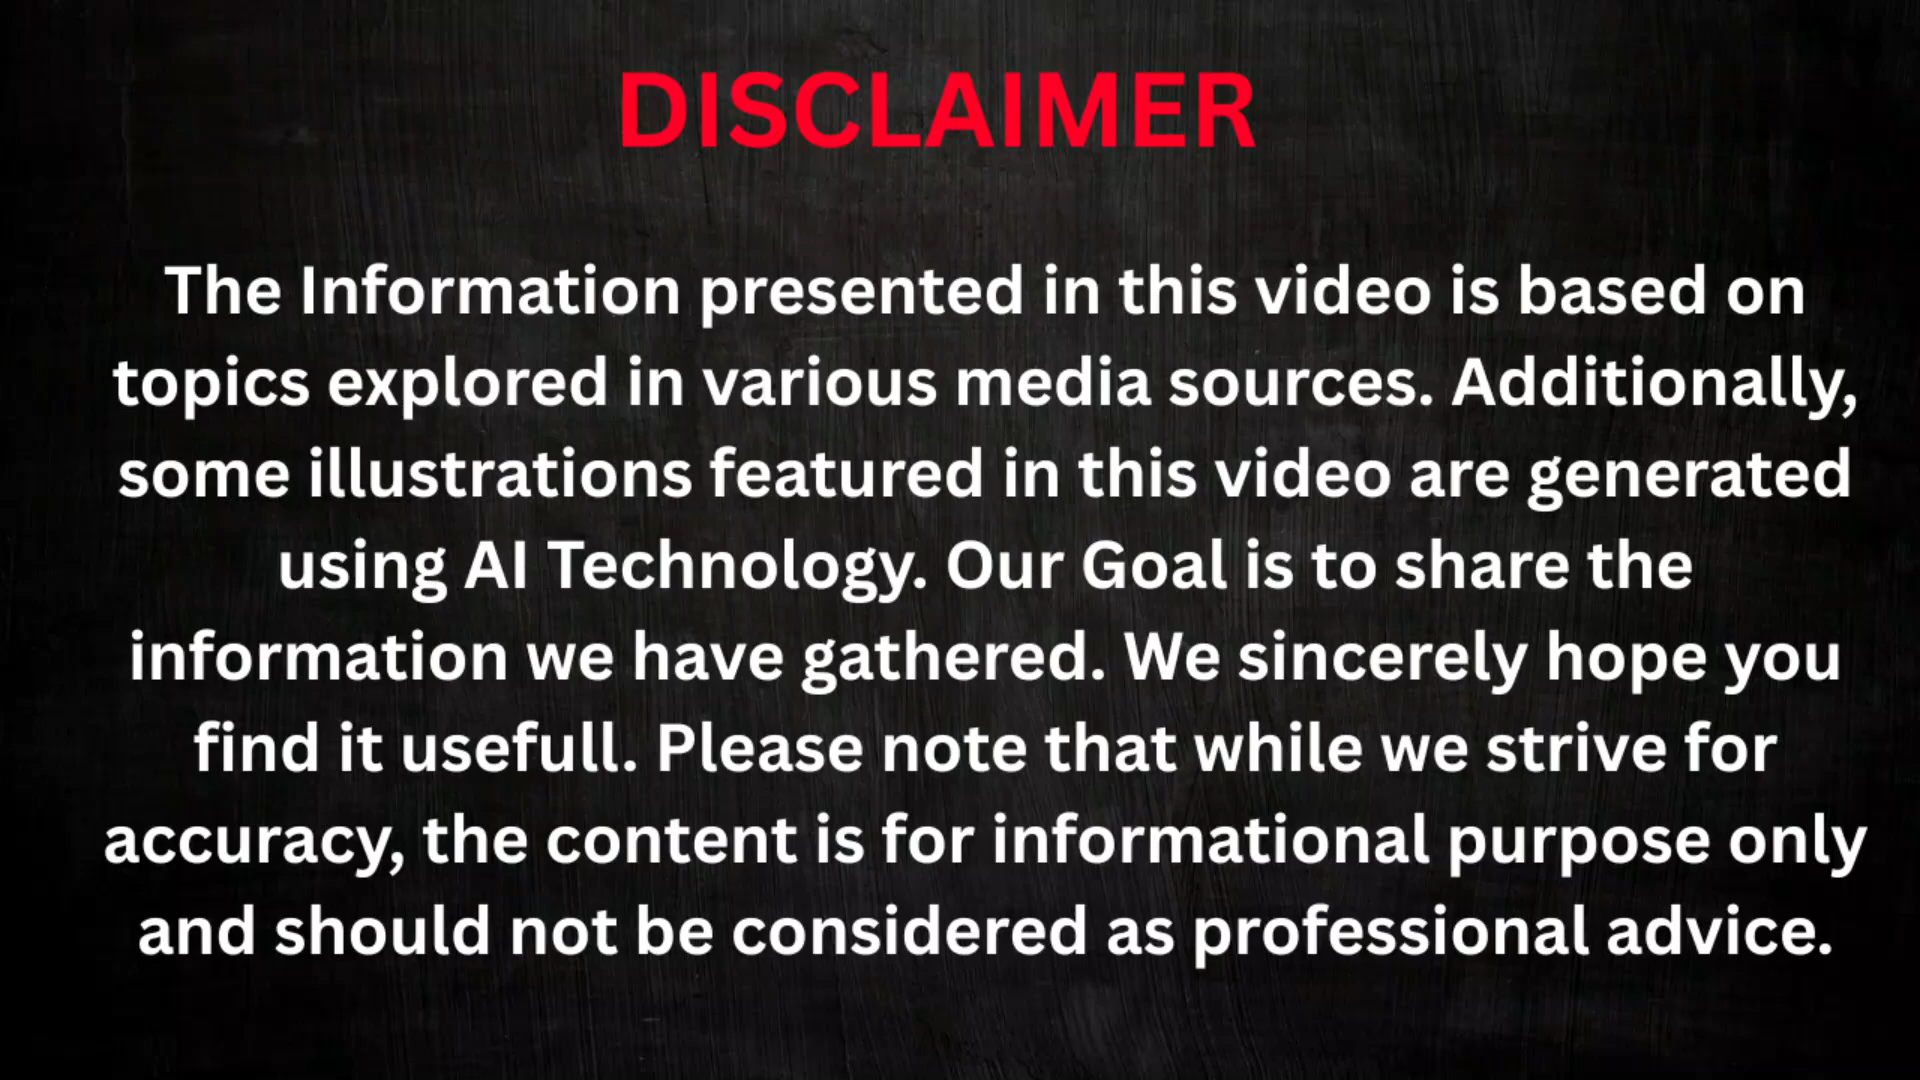 DISCLAIMER
The Information presented in this video is based on
topics explored in various media sources. Additionally,
some illustrations featured in this video are generated
using AI Technology. Our Goal is to share the
information we have gathered. We sincerely hope you
find it usefull. Please note that while we strive for
accuracy, the content is for informational purpose only
and should not be considered as professional advice.